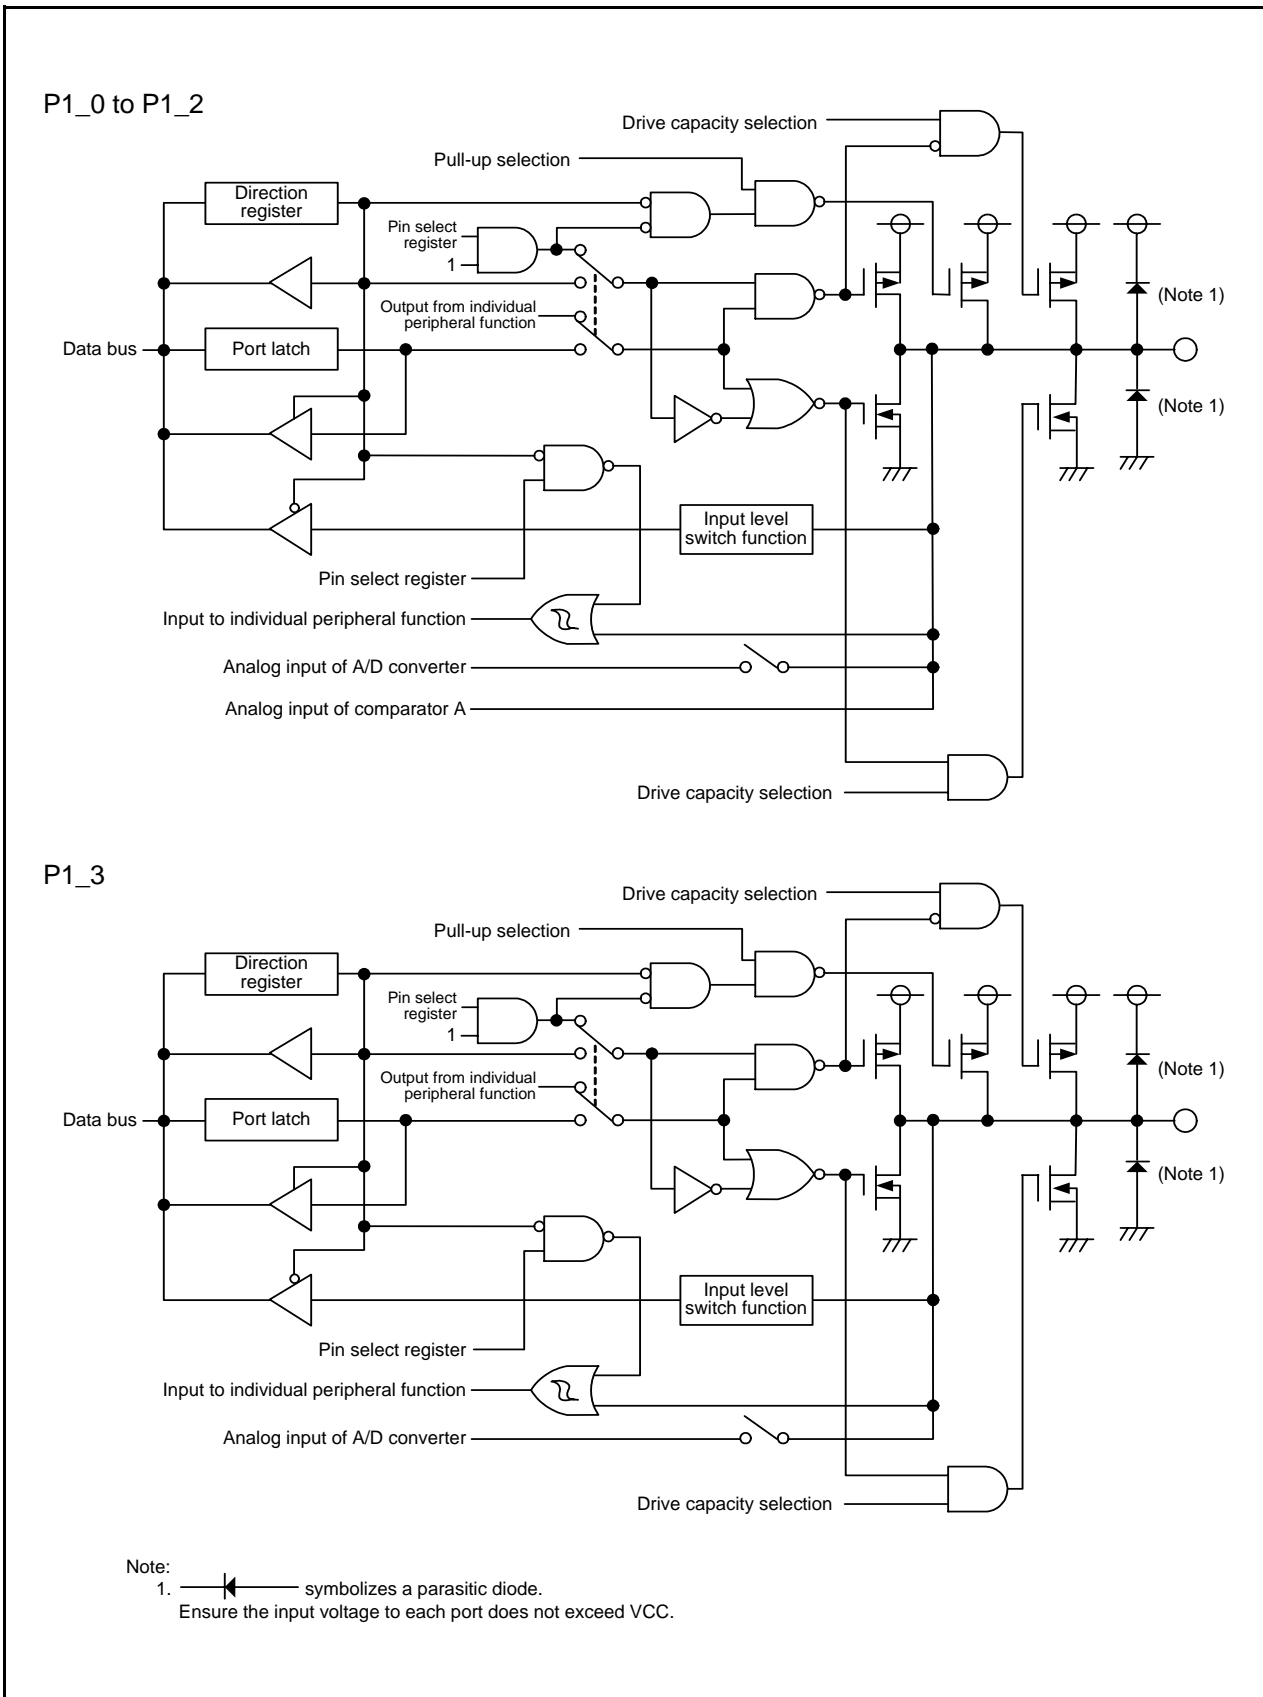 P1_0 to P1_2
Drive capacity selection
Pull-up selection
Direction
register
Pin select
register
1
Output from individual
peripheral function
(Note 1)
Data bus
Port latch
(Note 1)
Input level
switch function
Pin select register
Input to individual peripheral function
Analog input of A/D converter
Analog input of comparator A
Drive capacity selection
P1_3
Drive capacity selection
Pull-up selection
Direction
register
Pin select
register
1
Output from individual
peripheral function
(Note 1)
Data bus
Port latch
(Note 1)
Input level
switch function
Pin select register
Input to individual peripheral function
Analog input of A/D converter
Drive capacity selection
Note:
1. symbolizes a parasitic diode.
Ensure the input voltage to each port does not exceed VCC.